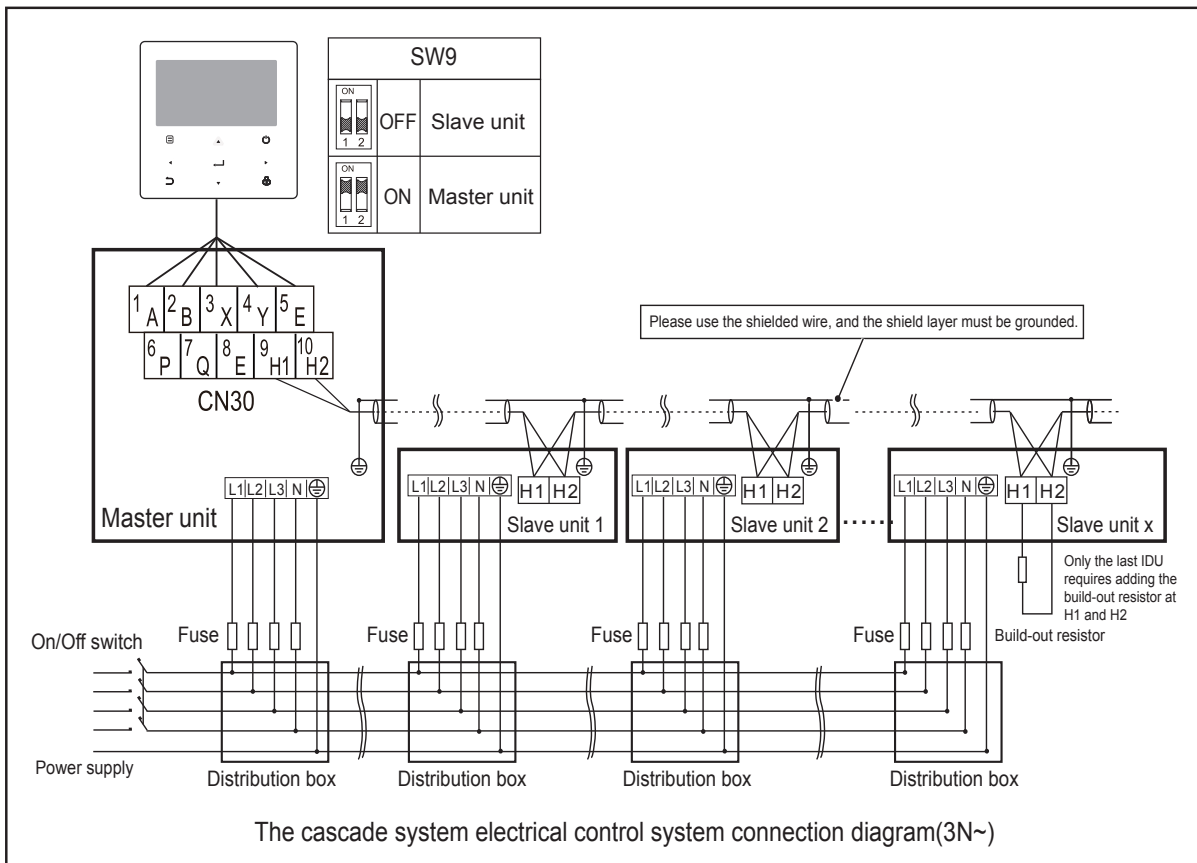 SW9
ON
1 2
OFF
Slave unit
ON
1 2
ON
Master unit
1 A 2 B 3 X 4 Y 5 E
6 P 7 Q 8 E 9 H1 10 H2
CN30
Please use the shielded wire, and the shield layer must be grounded.
L1 L2 L3 N
Master unit
L1 L2 L3 N
H1 H2
Slave unit 1
L1 L2 L3 N
H1 H2
Slave unit 2
......
L1 L2 L3 N
H1 H2
Slave unit x
Only the last IDU
requires adding the
build-out resistor at
H1 and H2
Build-out resistor
On/Off switch
Fuse
Fuse
Fuse
Fuse
Power supply
Distribution box
Distribution box
Distribution box
Distribution box
The cascade system electrical control system connection diagram(3N~)